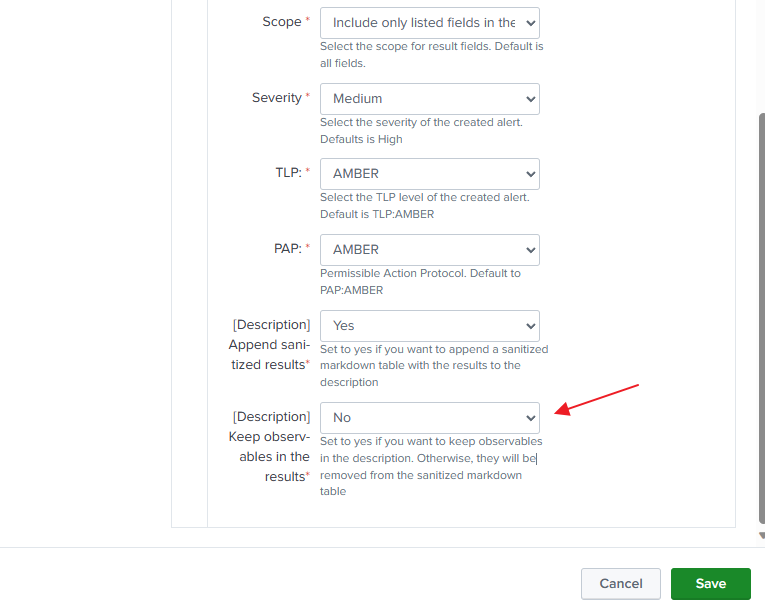 Scope * Include only listed fields in the
Select the scope for result fields. Default is
all fields.
Severity * Medium
Select the severity of the created alert.
Defaults is High
TLP: * AMBER
Select the TLP level of the created alert.
Default is TLP:AMBER
PAP: * AMBER
Permissible Action Protocol. Default to
PAP:AMBER
[Description]
Append sani-
tized results*
Yes
Set to yes if you want to append a sanitized
markdown table with the results to the
description
[Description]
Keep observ-
ables in the
results*
No
Set to yes if you want to keep observables
in the description. Otherwise, they will be
removed from the sanitized markdown
table
Cancel Save